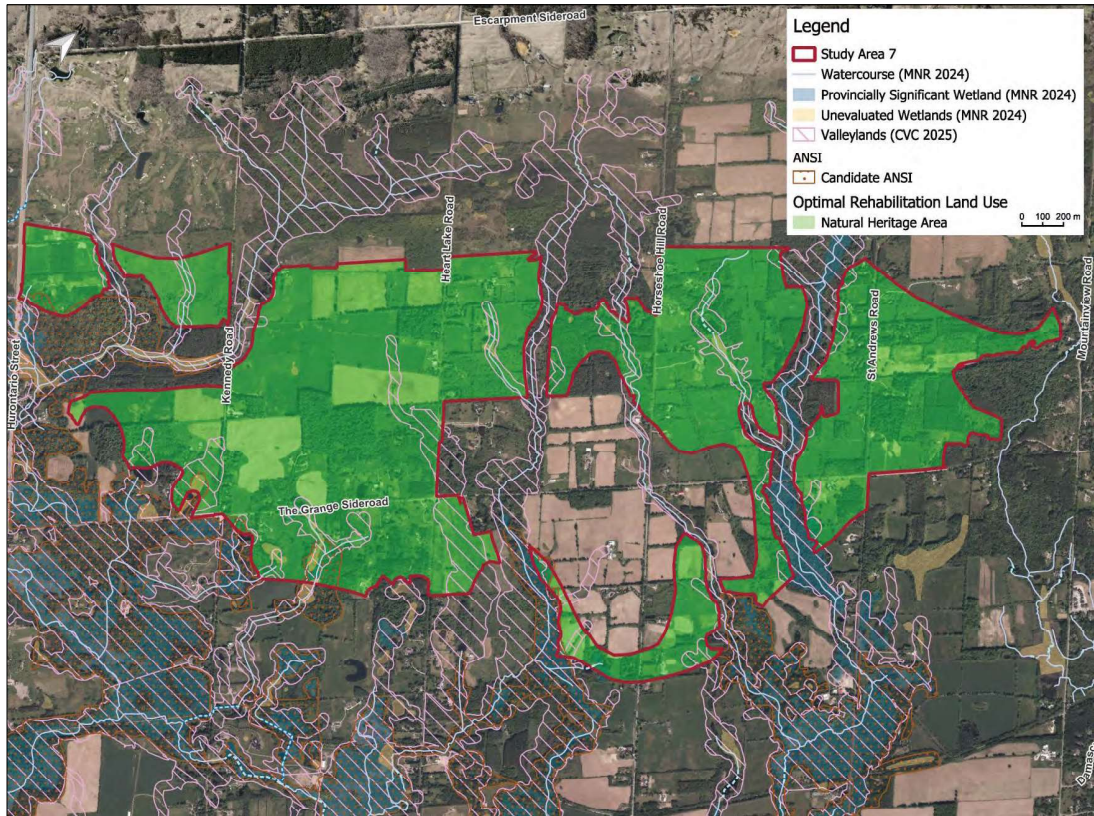 Escarpment Sideroad
Legend
Study Area 7
Watercourse (MNR 2024)
Provincially Significant Wetland (MNR 2024)
Unevaluated Wetlands (MNR 2024)
Valleylands (CVC 2025)
ANSI
Candidate ANSI
Optimal Rehabilitation Land Use
Natural Heritage Area
0 200 m
Hurontario Street
Kennedy Road
Heart Lake Road
Horseshoe Hill Road
St Andrews Road
Mountainview Road
The Grange Sideroad